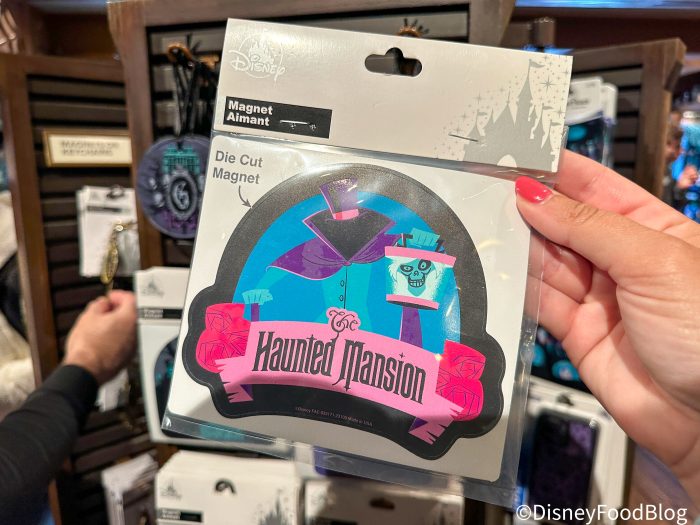 Disney
Magnet
Aimant
Die Cut
Magnet
The
Haunted Mansion
©DisneyFoodBlog